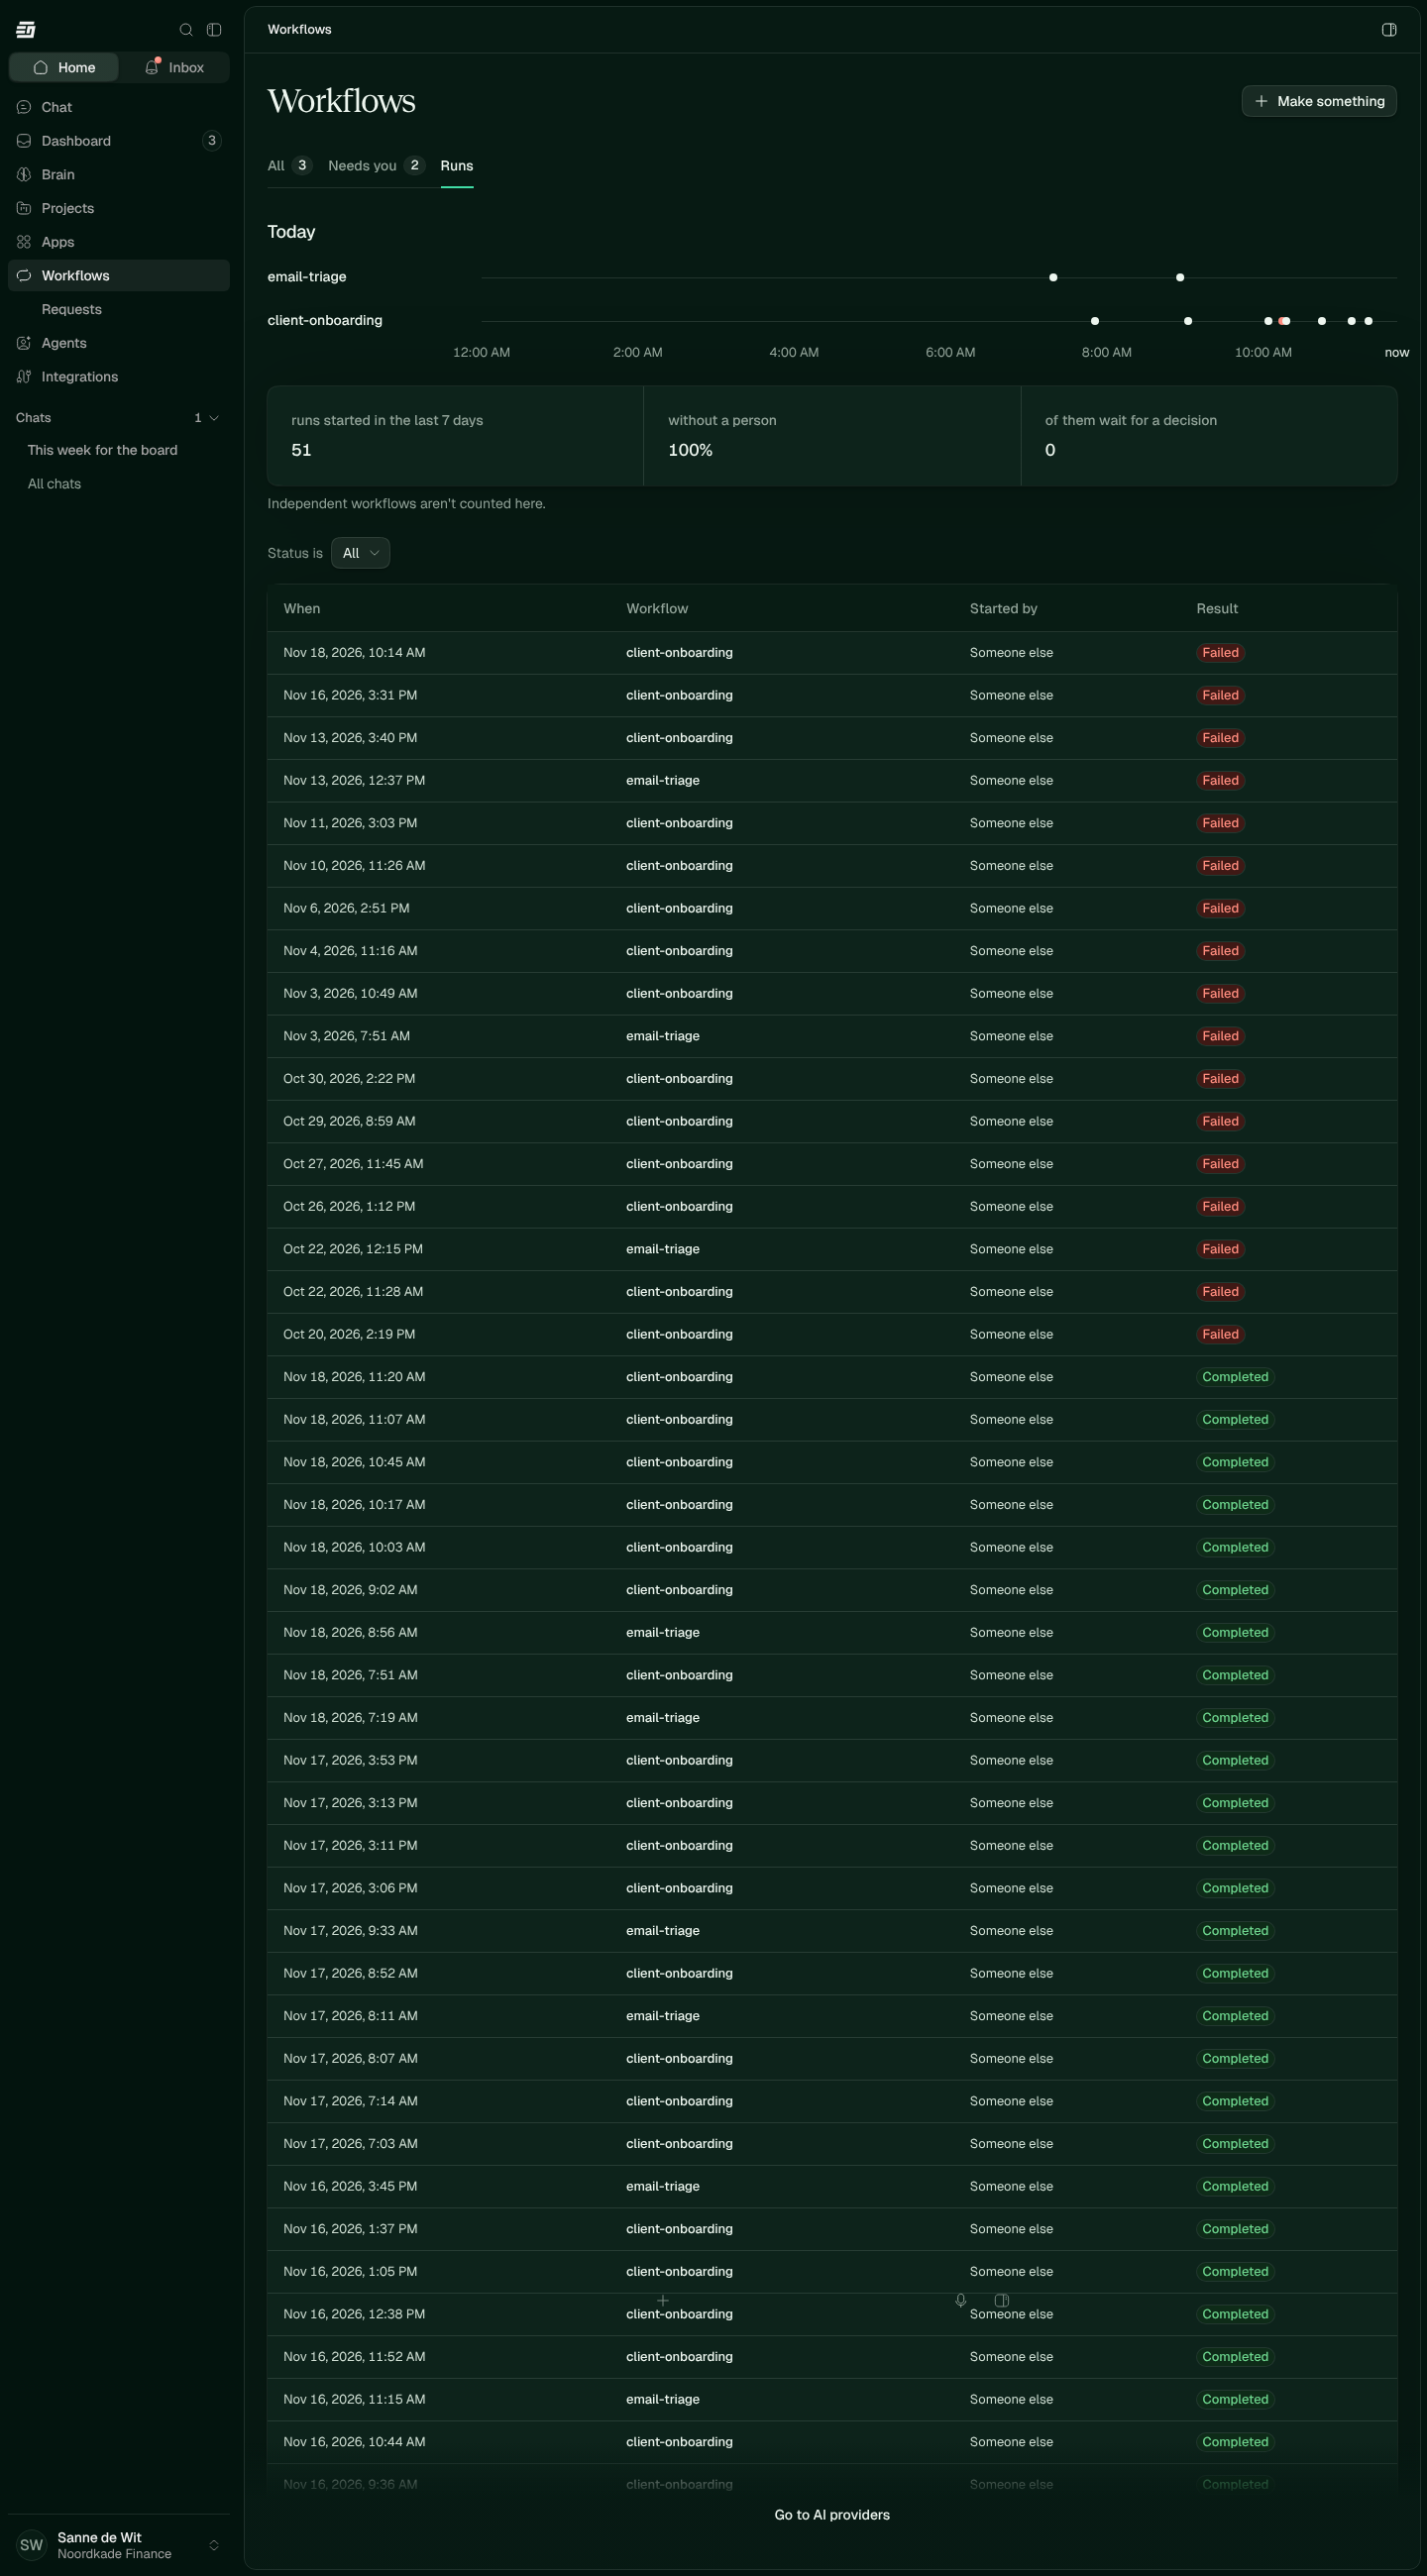 Home
Inbox
Chat
Dashboard 3
Brain
Projects
Apps
Workflows
Requests
Agents
Integrations
Chats 1
This week for the board
All chats
SW
Sanne de Wit
Noordkade Finance
Workflows
Workflows
Make something
All 3 Needs you 2 Runs
Today
email-triage
client-onboarding
12:00 AM 2:00 AM 4:00 AM 6:00 AM 8:00 AM 10:00 AM now
runs started in the last 7 days
51
without a person
100%
of them wait for a decision
0
Independent workflows aren't counted here.
Status is All
When Workflow Started by Result
Nov 18, 2026, 10:14 AM client-onboarding Someone else Failed
Nov 16, 2026, 3:31 PM client-onboarding Someone else Failed
Nov 13, 2026, 3:40 PM client-onboarding Someone else Failed
Nov 13, 2026, 12:37 PM email-triage Someone else Failed
Nov 11, 2026, 3:03 PM client-onboarding Someone else Failed
Nov 10, 2026, 11:26 AM client-onboarding Someone else Failed
Nov 6, 2026, 2:51 PM client-onboarding Someone else Failed
Nov 4, 2026, 11:16 AM client-onboarding Someone else Failed
Nov 3, 2026, 10:49 AM client-onboarding Someone else Failed
Nov 3, 2026, 7:51 AM email-triage Someone else Failed
Oct 30, 2026, 2:22 PM client-onboarding Someone else Failed
Oct 29, 2026, 8:59 AM client-onboarding Someone else Failed
Oct 27, 2026, 11:45 AM client-onboarding Someone else Failed
Oct 26, 2026, 1:12 PM client-onboarding Someone else Failed
Oct 22, 2026, 12:15 PM email-triage Someone else Failed
Oct 22, 2026, 11:28 AM client-onboarding Someone else Failed
Oct 20, 2026, 2:19 PM client-onboarding Someone else Failed
Nov 18, 2026, 11:20 AM client-onboarding Someone else Completed
Nov 18, 2026, 11:07 AM client-onboarding Someone else Completed
Nov 18, 2026, 10:45 AM client-onboarding Someone else Completed
Nov 18, 2026, 10:17 AM client-onboarding Someone else Completed
Nov 18, 2026, 10:03 AM client-onboarding Someone else Completed
Nov 18, 2026, 9:02 AM client-onboarding Someone else Completed
Nov 18, 2026, 8:56 AM email-triage Someone else Completed
Nov 18, 2026, 7:51 AM client-onboarding Someone else Completed
Nov 18, 2026, 7:19 AM email-triage Someone else Completed
Nov 17, 2026, 3:53 PM client-onboarding Someone else Completed
Nov 17, 2026, 3:13 PM client-onboarding Someone else Completed
Nov 17, 2026, 3:11 PM client-onboarding Someone else Completed
Nov 17, 2026, 3:06 PM client-onboarding Someone else Completed
Nov 17, 2026, 9:33 AM email-triage Someone else Completed
Nov 17, 2026, 8:52 AM client-onboarding Someone else Completed
Nov 17, 2026, 8:11 AM email-triage Someone else Completed
Nov 17, 2026, 8:07 AM client-onboarding Someone else Completed
Nov 17, 2026, 7:14 AM client-onboarding Someone else Completed
Nov 17, 2026, 7:03 AM client-onboarding Someone else Completed
Nov 16, 2026, 3:45 PM email-triage Someone else Completed
Nov 16, 2026, 1:37 PM client-onboarding Someone else Completed
Nov 16, 2026, 1:05 PM client-onboarding Someone else Completed
Nov 16, 2026, 12:38 PM client-onboarding Someone else Completed
Nov 16, 2026, 11:52 AM client-onboarding Someone else Completed
Nov 16, 2026, 11:15 AM email-triage Someone else Completed
Nov 16, 2026, 10:44 AM client-onboarding Someone else Completed
Nov 16, 2026, 9:36 AM client-onboarding Someone else Completed
Go to AI providers